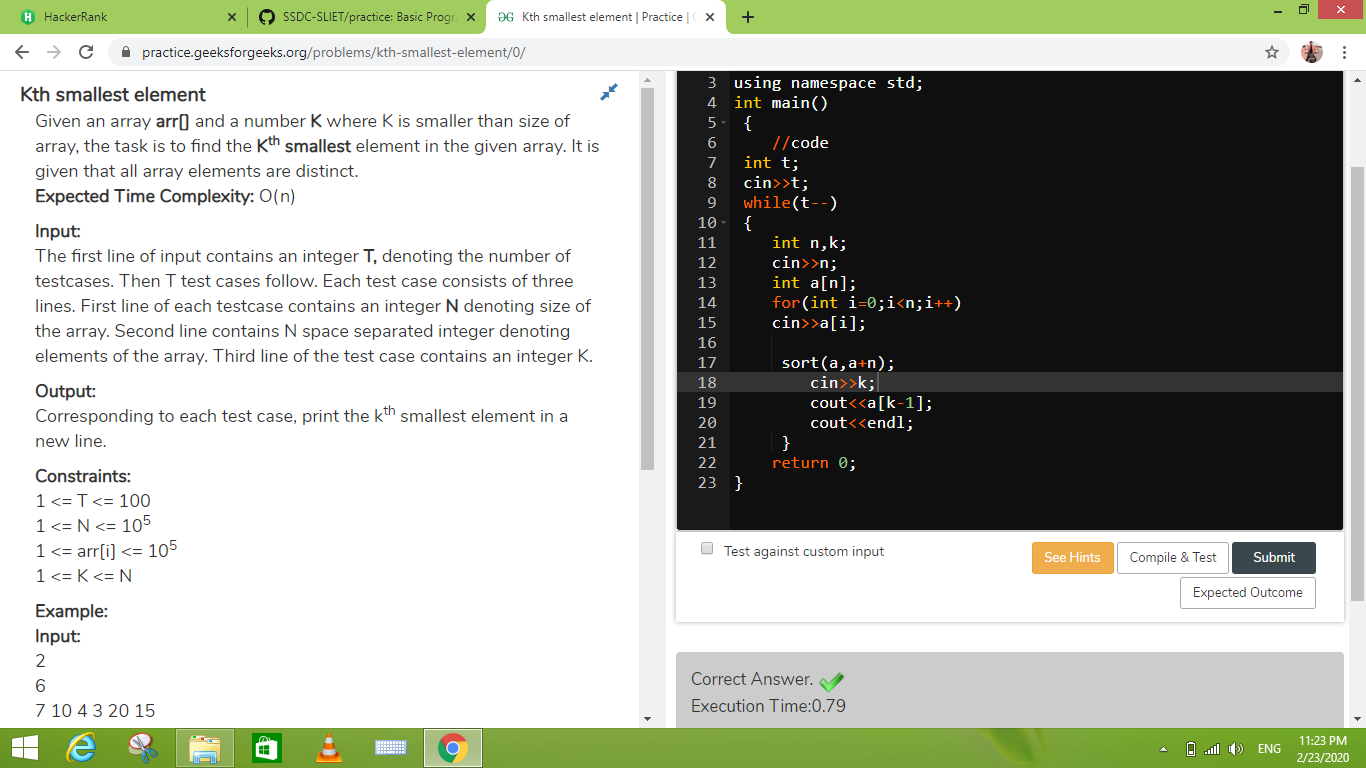 HackerRank
SSDC-SLIET/practice: Basic Progr
Kth smallest element | Practice |
practice.geeksforgeeks.org/problems/kth-smallest-element/0/
Kth smallest element
Given an array arr[] and a number K where K is smaller than size of
array, the task is to find the Kth smallest element in the given array. It is
given that all array elements are distinct.
Expected Time Complexity: O(n)
Input:
The first line of input contains an integer T, denoting the number of
testcases. Then T test cases follow. Each test case consists of three
lines. First line of each testcase contains an integer N denoting size of
the array. Second line contains N space separated integer denoting
elements of the array. Third line of the test case contains an integer K.
Output:
Corresponding to each test case, print the kth smallest element in a
new line.
Constraints:
1 <= T <= 100
1 <= N <= 10^5
1 <= arr[i] <= 10^5
1 <= K <= N
Example:
Input:
2
6
7 10 4 3 20 15
3 using namespace std;
4 int main()
5 {
6 //code
7 int t;
8 cin>>t;
9 while(t--)
10 {
11 int n,k;
12 cin>>n;
13 int a[n];
14 for(int i=0;i<n;i++)
15 cin>>a[i];
16
17 sort(a,a+n);
18 cin>>k;
19 cout<<a[k-1];
20 cout<<endl;
21 }
22 return 0;
23 }
Test against custom input
See Hints
Compile & Test
Submit
Expected Outcome
Correct Answer.
Execution Time:0.79
ENG
11:23 PM
2/23/2020